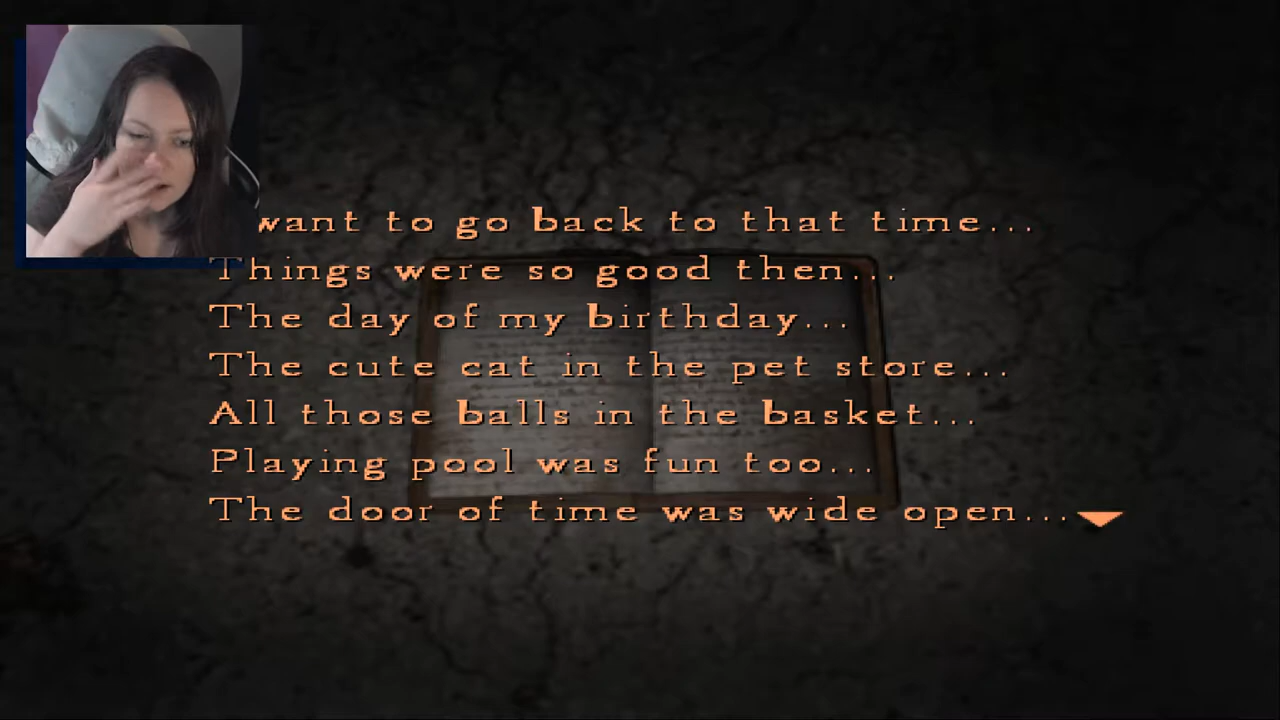 want to go back to that time...
Things were so good then...
The day of my birthday...
The cute cat in the pet store...
All those balls in the basket...
Playing pool was fun too...
The door of time was wide open...